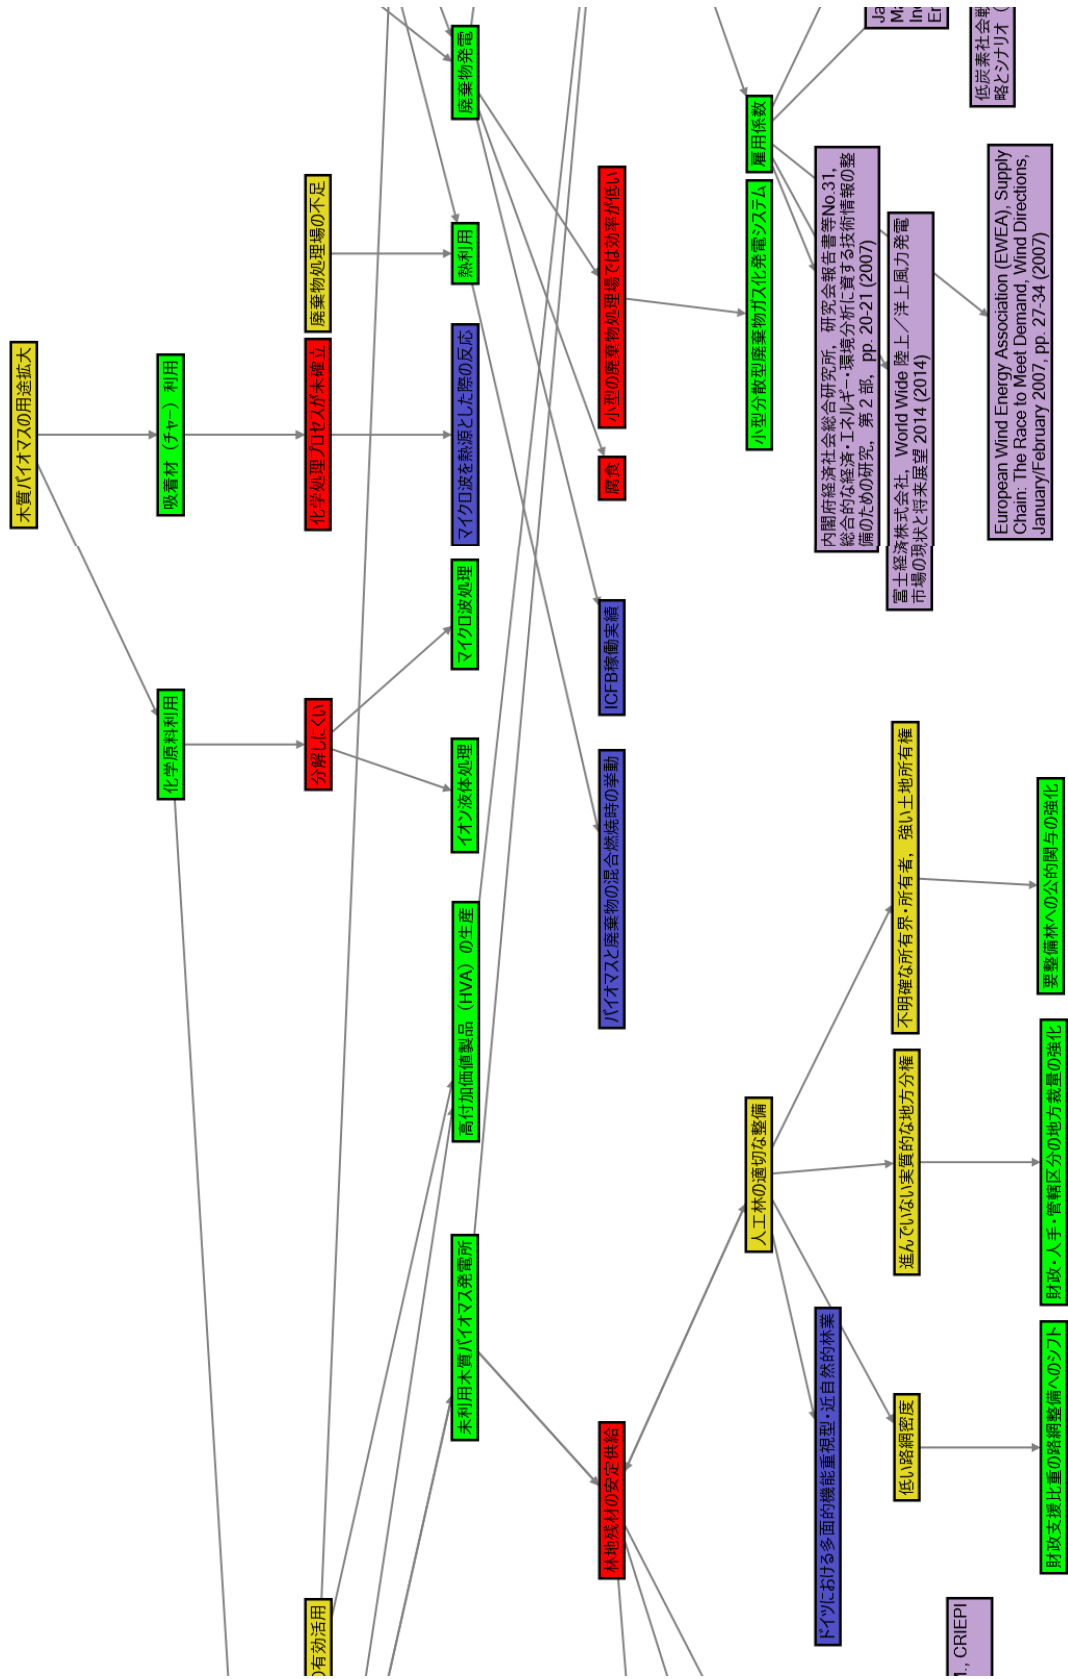 木質バイオマスの用途拡大
吸着材（チャー）利用
化学原料利用
廃棄物処理場の不足
化学処理プロセスが未確立
分解しにくい
有効活用
廃棄物発電
熱利用
マイクロ波を熱源とした際の反応
マイクロ波処理
イオン液体処理
高付加価値製品（HVA）の生産
未利用木質バイオマス発電所
小型の廃棄物処理場では効率が低い
腐食
ICFB稼働実績
バイオマスと廃棄物の混合燃焼時の挙動
林地残材の安定供給
雇用係数
小型分散型廃棄物ガス化発電システム
人工林の適切な整備
内閣府経済社会総合研究所， 研究会報告書等No.31,
総合的な経済・エネルギー・環境分析に資する技術情報の整
備のための研究， 第２部， pp. 20-21 (2007)
ドイツにおける多面的機能重視型・近自然的林業
Ja
Ma
Ind
En
富士経済株式会社， World Wide 陸上／洋上風力発電
市場の現状と将来展望 2014 (2014)
不明確な所有界・所有者， 強い土地所有権
進んでいない実質的な地方分権
低い路網密度
低炭素社会戦
略とシナリオ（
European Wind Energy Association (EWEA), Supply
Chain: The Race to Meet Demand, Wind Directions,
January/February 2007, pp. 27-34 (2007)
, CRIEPI
要整備林への公的関与の強化
財政・人手・管轄区分の地方裁量の強化
財政支援比重の路網整備へのシフト